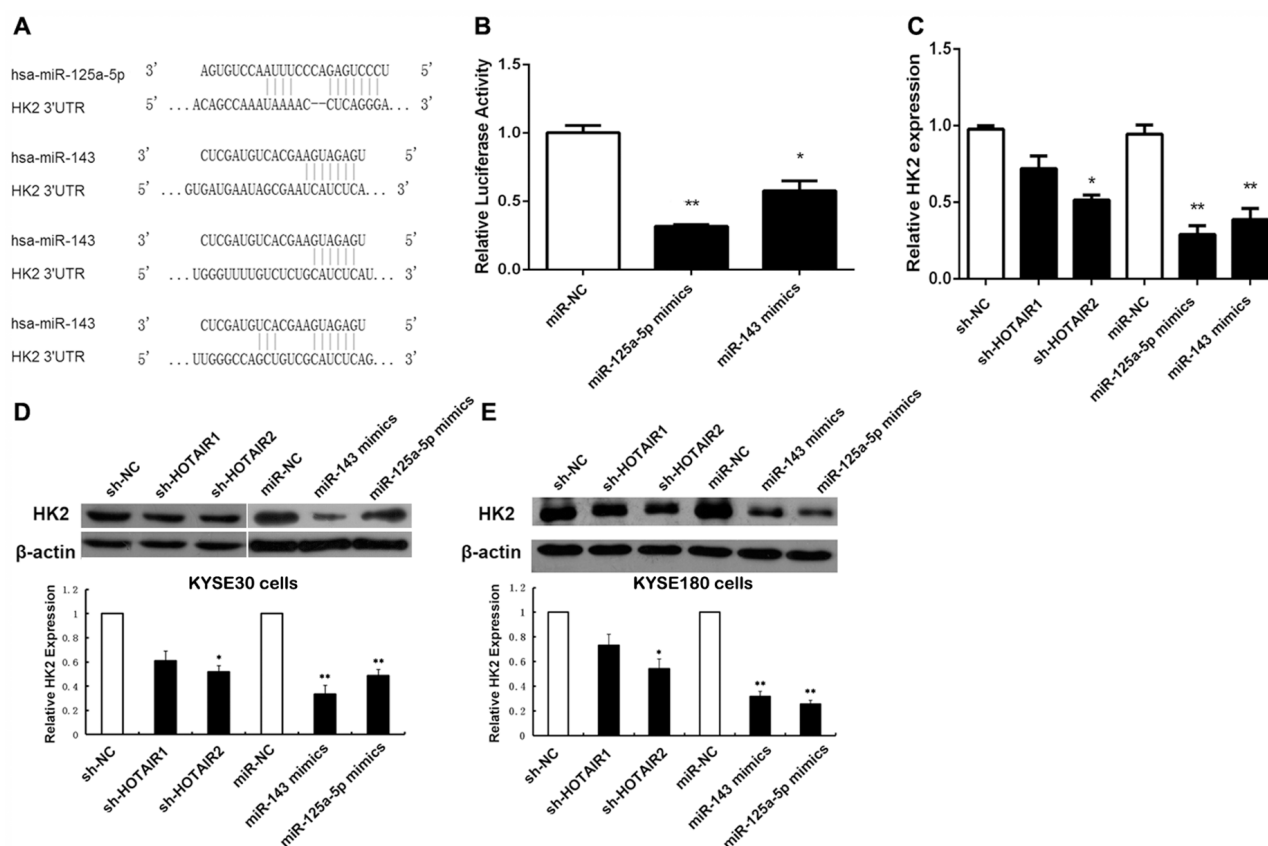 A
hsa-miR-125a-5p 3' AGUGUCCAAUUUCCCAGAGUCCCU 5'
HK2 3'UTR 5' ...ACAGCCAAAUAAAAC--CUCAGGGA... 3'
hsa-miR-143 3' CUCGAUGUCACGAAGUAGAGU 5'
HK2 3'UTR 5' ...GUGAUGAAUAGCGAAUCAUCUCA... 3'
hsa-miR-143 3' CUCGAUGUCACGAAGUAGAGU 5'
HK2 3'UTR 5' ...UGGGUUUUGUCUCUGCAUCUCAU... 3'
hsa-miR-143 3' CUCGAUGUCACGAAGUAGAGU 5'
HK2 3'UTR 5' ...UUGGGCCAGCUGUCGCAUCUCAG... 3'
B
Relative Luciferase Activity
1.5
1.0
0.5
0.0
**
*
miR-NC
miR-125a-5p mimics
miR-143 mimics
C
Relative HK2 expression
1.5
1.0
0.5
0.0
*
**
**
sh-NC
sh-HOTAIR1
sh-HOTAIR2
miR-NC
miR-125a-5p mimics
miR-143 mimics
D
sh-NC
sh-HOTAIR1
sh-HOTAIR2
miR-NC
miR-143 mimics
miR-125a-5p mimics
HK2
β-actin
KYSE30 cells
Relative HK2 Expression
1.2
1
0.8
0.6
0.4
0.2
0
*
**
**
sh-NC
sh-HOTAIR1
sh-HOTAIR2
miR-NC
miR-143 mimics
miR-125a-5p mimics
E
sh-NC
sh-HOTAIR1
sh-HOTAIR2
miR-NC
miR-143 mimics
miR-125a-5p mimics
HK2
β-actin
KYSE180 cells
Relative HK2 Expression
1.2
1
0.8
0.6
0.4
0.2
0
*
**
**
sh-NC
sh-HOTAIR1
sh-HOTAIR2
miR-NC
miR-143 mimics
miR-125a-5p mimics